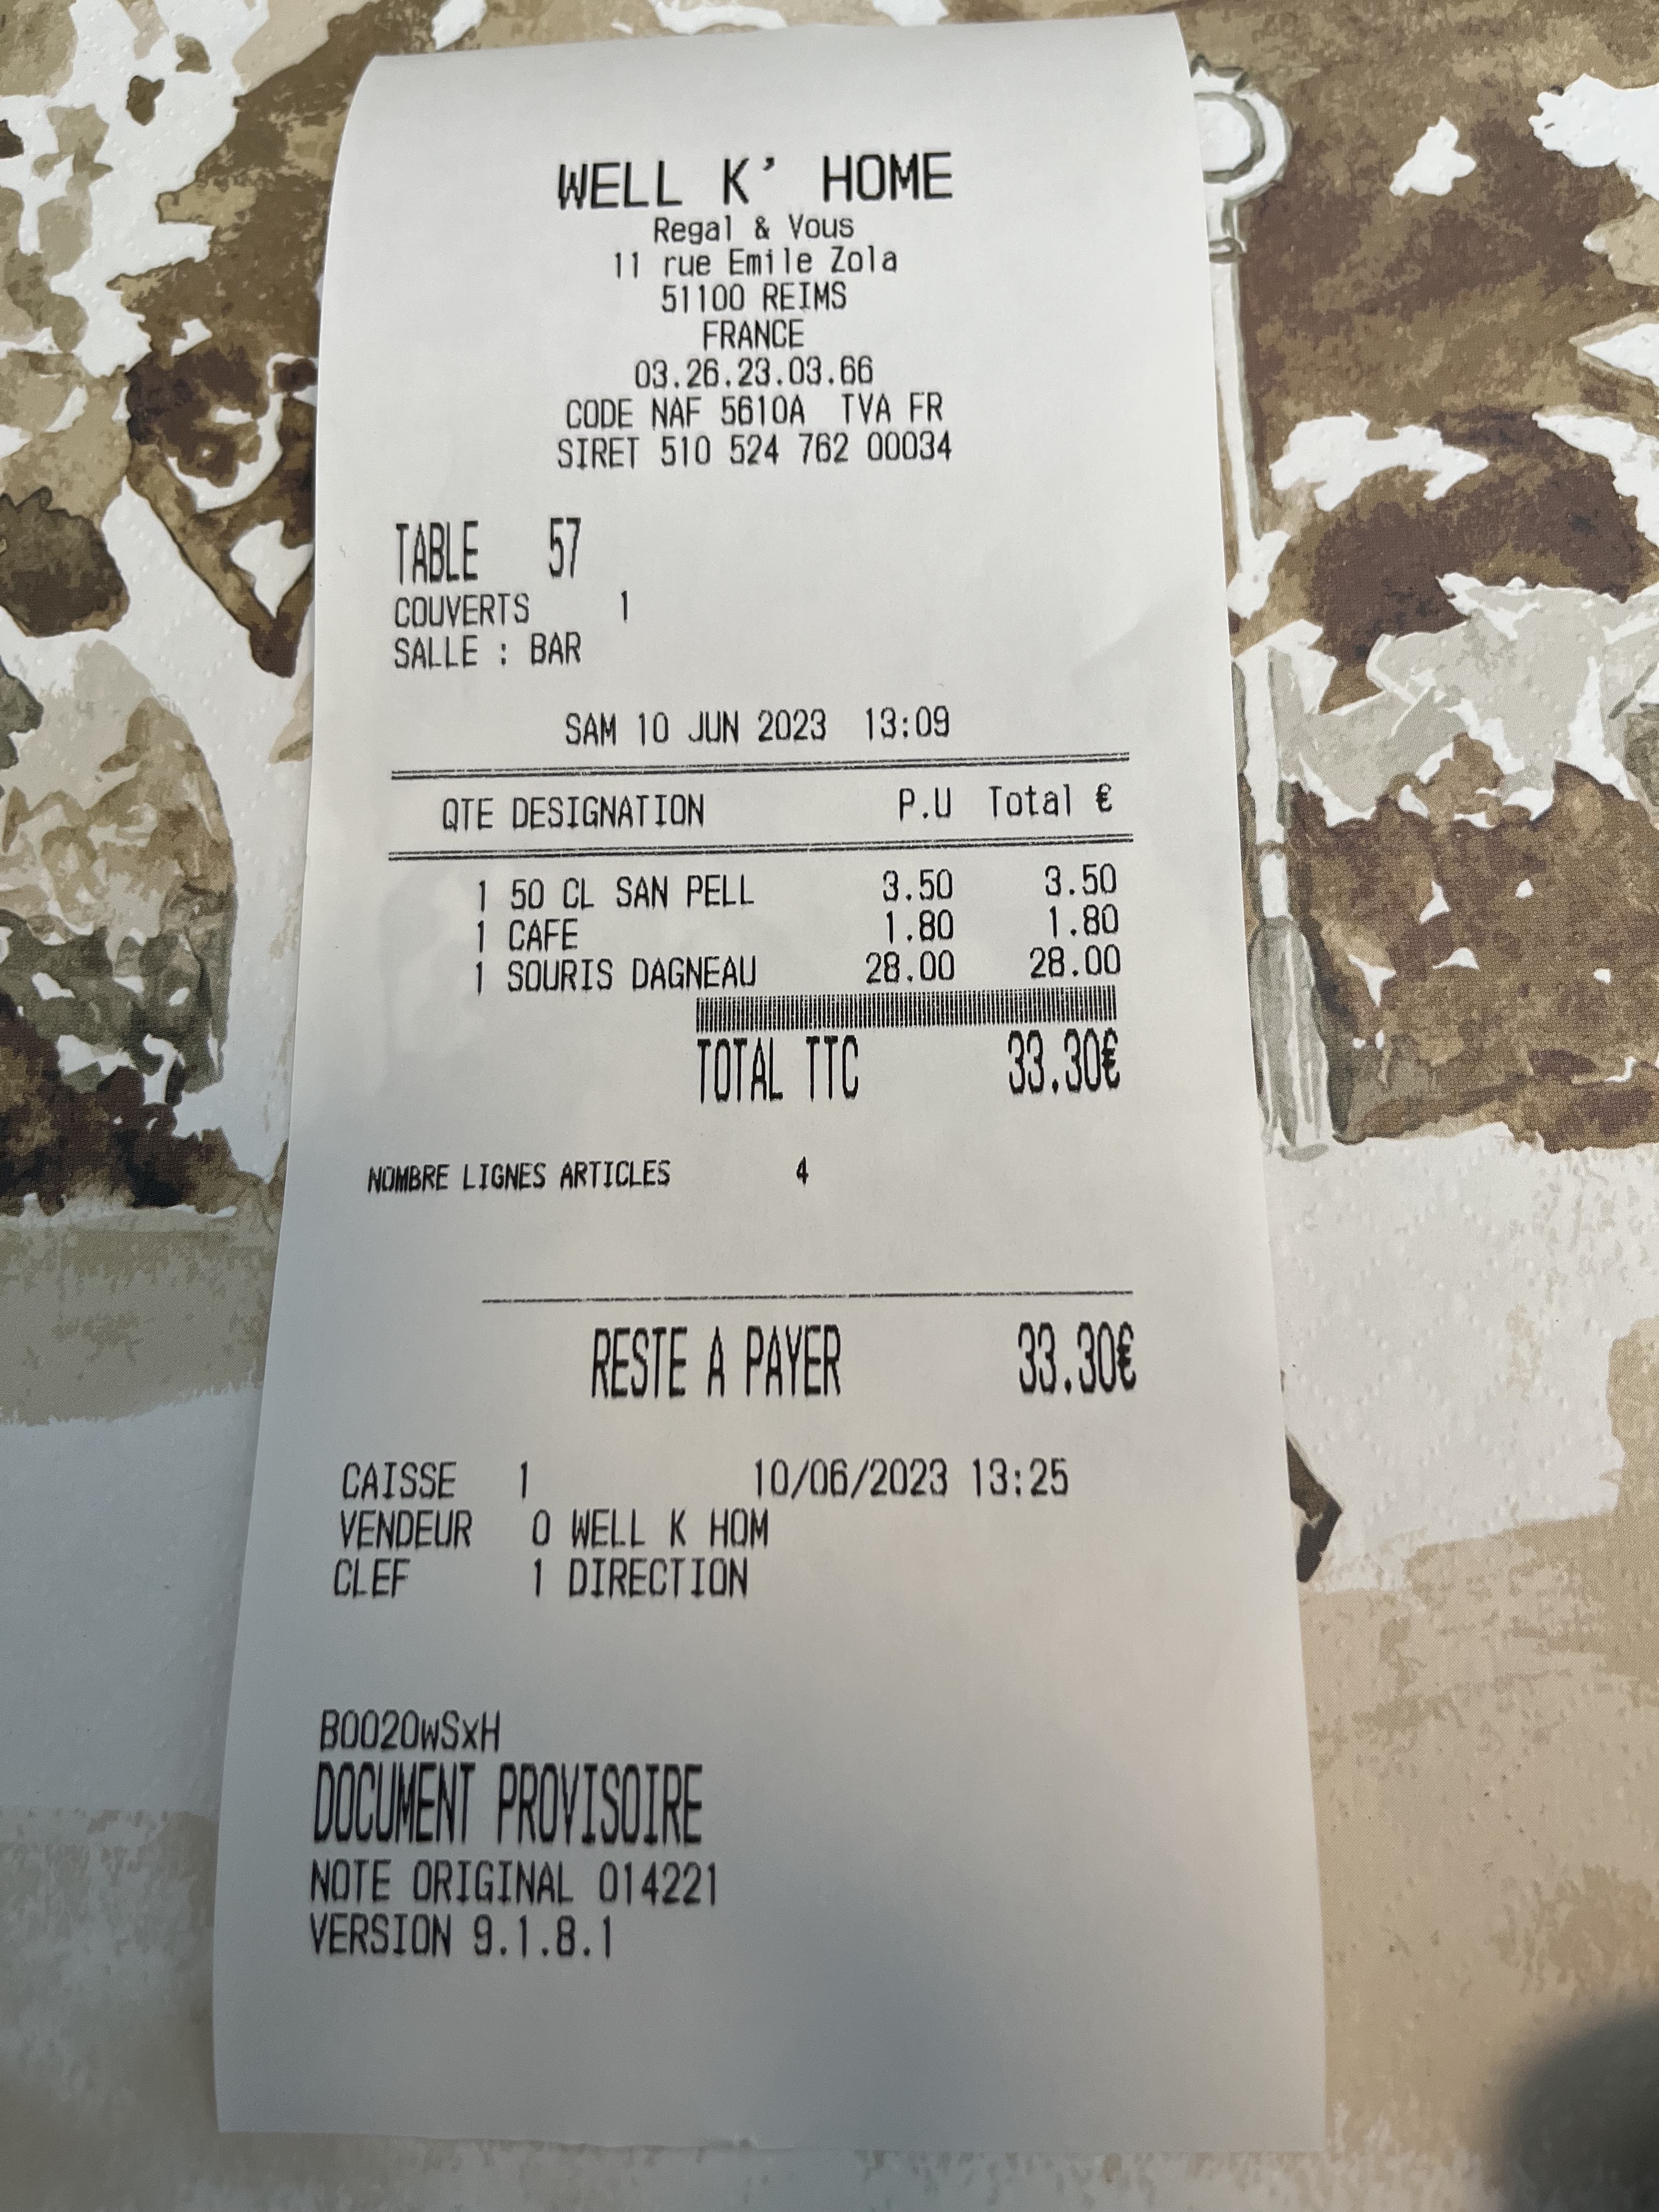 WELL K' HOME
Regal & Vous
11 rue Emile Zola
51100 REIMS
FRANCE
03.26.23.03.66
CODE NAF 5610A TVA FR
SIRET 510 524 762 00034
TABLE 57
COUVERTS 1
SALLE : BAR
SAM 10 JUN 2023 13:09
QTE DESIGNATION P.U Total €
1 50 CL SAN PELL 3.50 3.50
1 CAFE 1.80 1.80
1 SOURIS DAGNEAU 28.00 28.00
TOTAL TTC 33.30€
NOMBRE LIGNES ARTICLES 4
RESTE A PAYER 33.30€
CAISSE 1 10/06/2023 13:25
VENDEUR 0 WELL K HOM
CLEF 1 DIRECTION
B0020wSxH
DOCUMENT PROVISOIRE
NOTE ORIGINAL 014221
VERSION 9.1.8.1